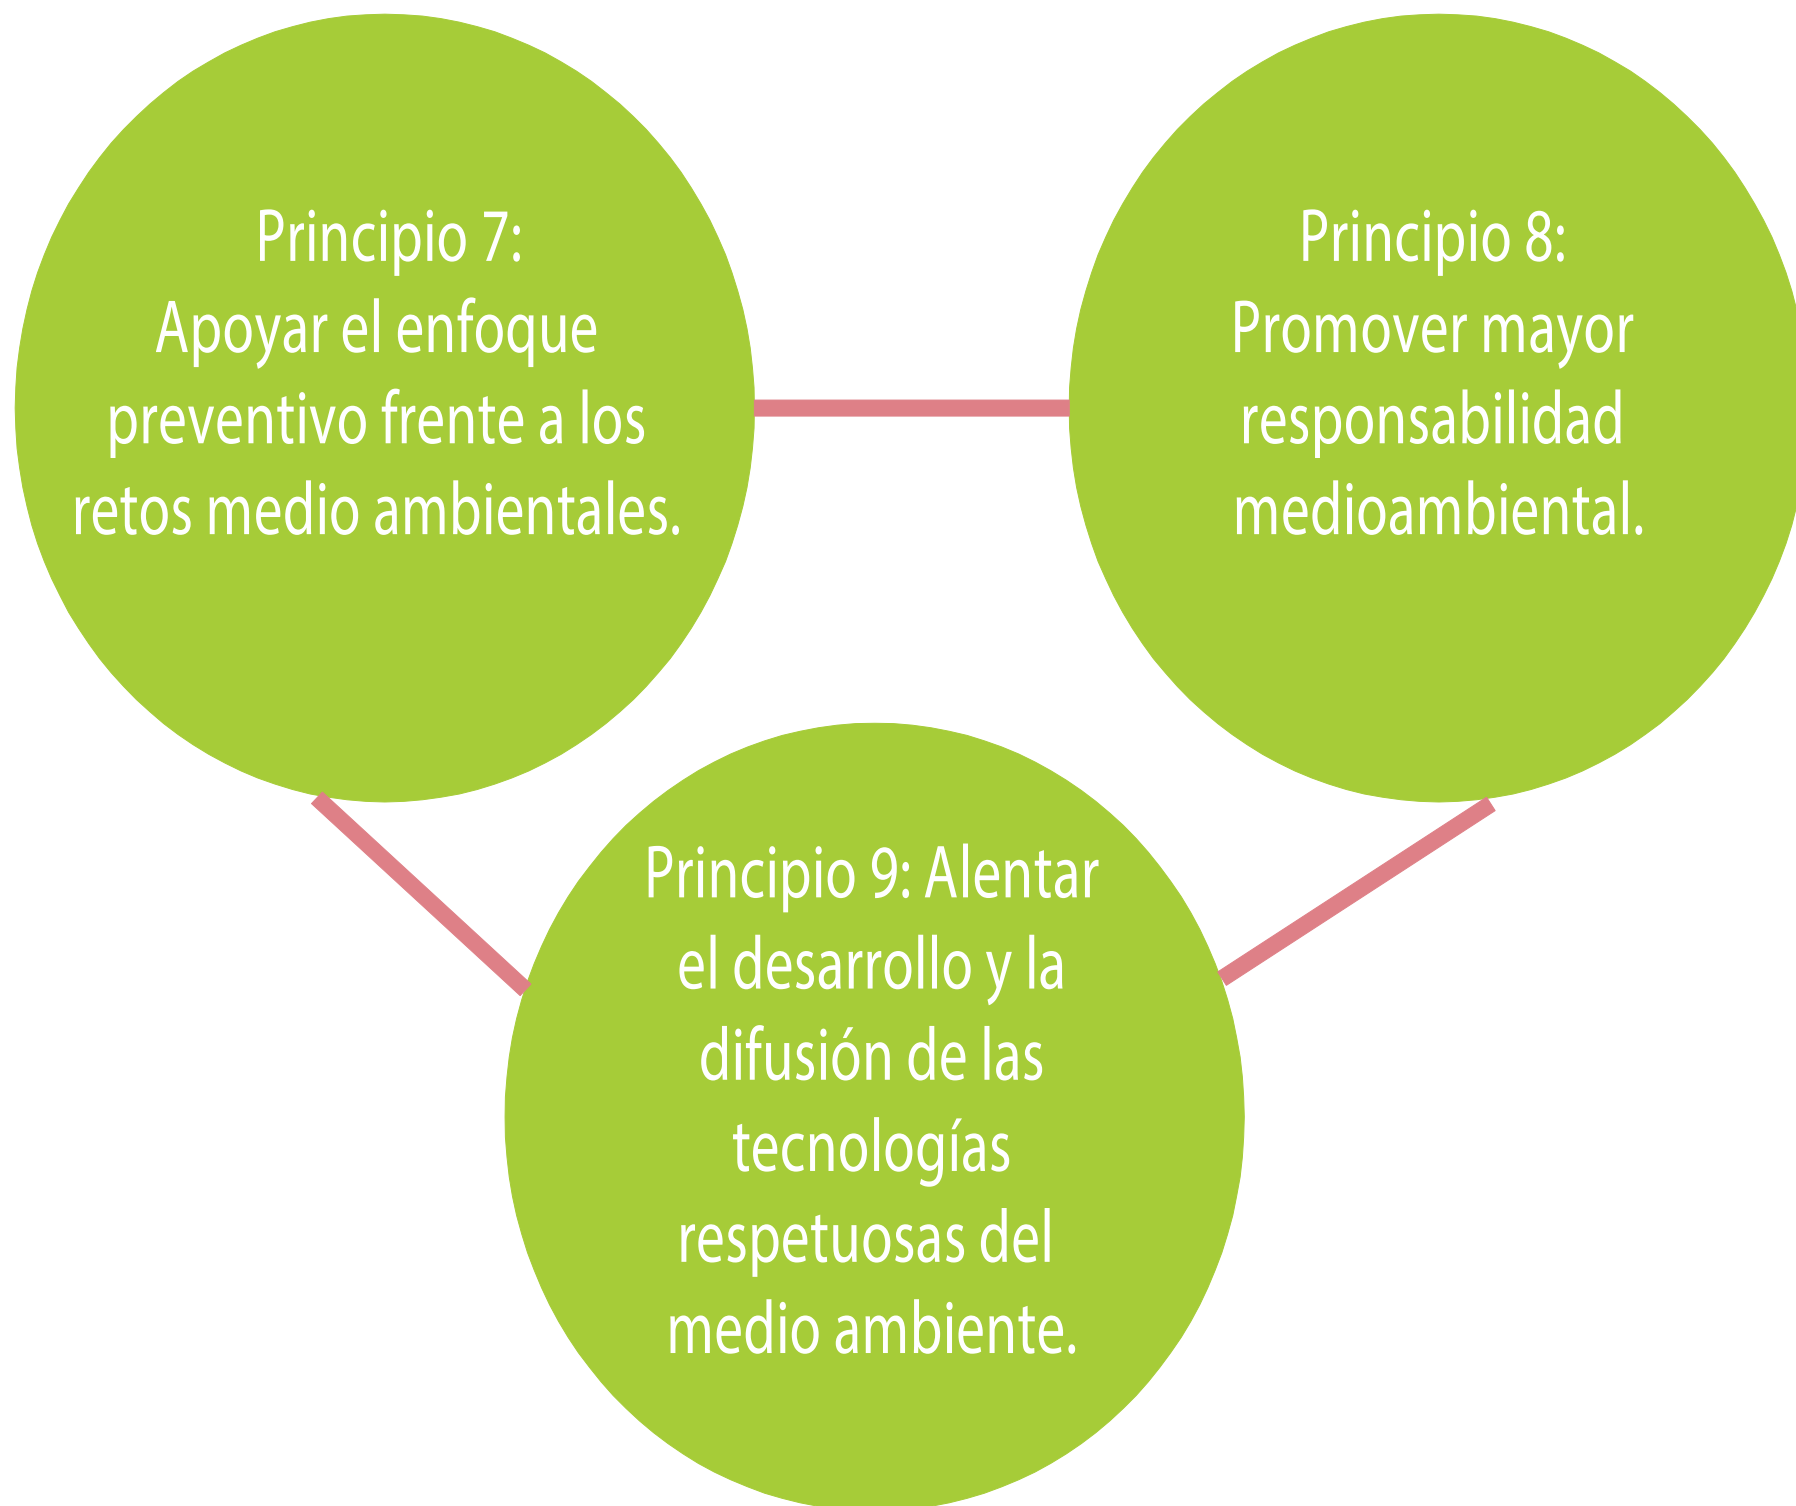 Principio 7:
Apoyar el enfoque
preventivo frente a los
retos medio ambientales.
Principio 8:
Promover mayor
responsabilidad
medioambiental.
Principio 9: Alentar
el desarrollo y la
difusión de las
tecnologías
respetuosas del
medio ambiente.